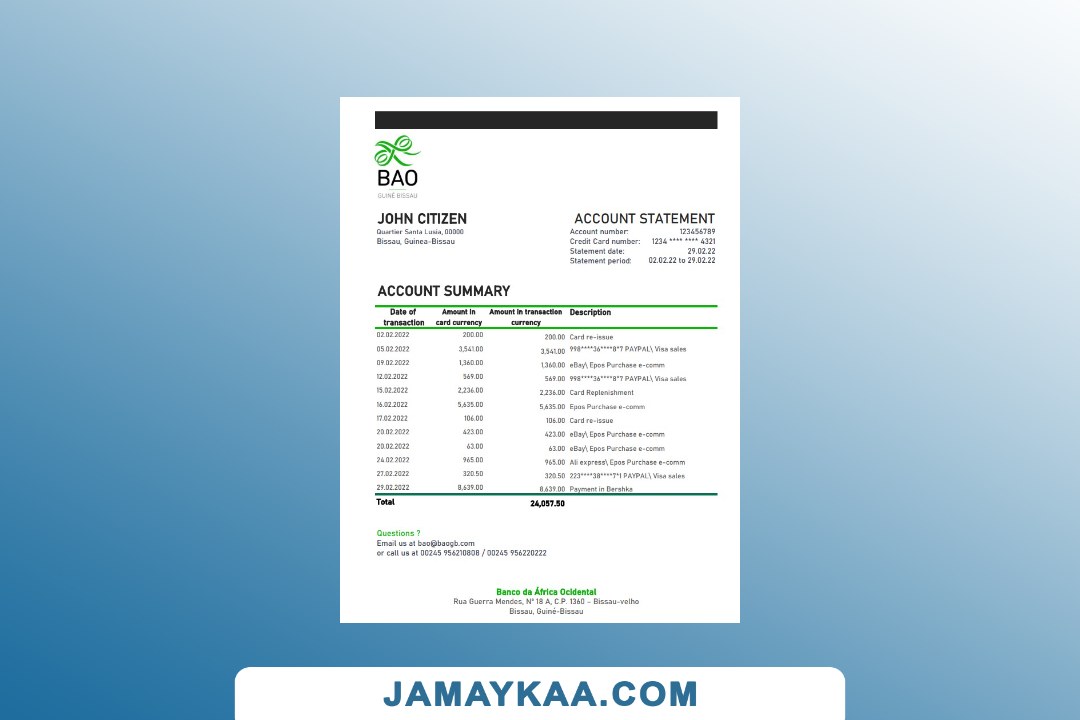 BAO
GUINÉ BISSAU
JOHN CITIZEN
Quartier Santa Lusia, 00000
Bissau, Guinea-Bissau
ACCOUNT STATEMENT
Account number: 123456789
Credit Card number: 1234 **** **** 4321
Statement date: 29.02.22
Statement period: 02.02.22 to 29.02.22
ACCOUNT SUMMARY
Date of transaction Amount in card currency Amount in transaction currency Description
02.02.2022 200.00 200.00 Card re-issue
05.02.2022 3,541.00 3,541.00 998****36****8*7 PAYPAL\ Visa sales
09.02.2022 1,360.00 1,360.00 eBay\ Epos Purchase e-comm
12.02.2022 569.00 569.00 998****36****8*7 PAYPAL\ Visa sales
15.02.2022 2,236.00 2,236.00 Card Replenishment
16.02.2022 5,635.00 5,635.00 Epos Purchase e-comm
17.02.2022 106.00 106.00 Card re-issue
20.02.2022 423.00 423.00 eBay\ Epos Purchase e-comm
20.02.2022 63.00 63.00 eBay\ Epos Purchase e-comm
24.02.2022 965.00 965.00 Ali express\ Epos Purchase e-comm
27.02.2022 320.50 320.50 223****38****7*1 PAYPAL\ Visa sales
29.02.2022 8,639.00 8,639.00 Payment in Bershka
Total 24,057.50
Questions ?
Email us at bao@baogb.com
or call us at 00245 956210808 / 00245 956220222
Banco da África Ocidental
Rua Guerra Mendes, N° 18 A, C.P. 1360 – Bissau-velho
Bissau, Guiné-Bissau
JAMAYKAA.COM